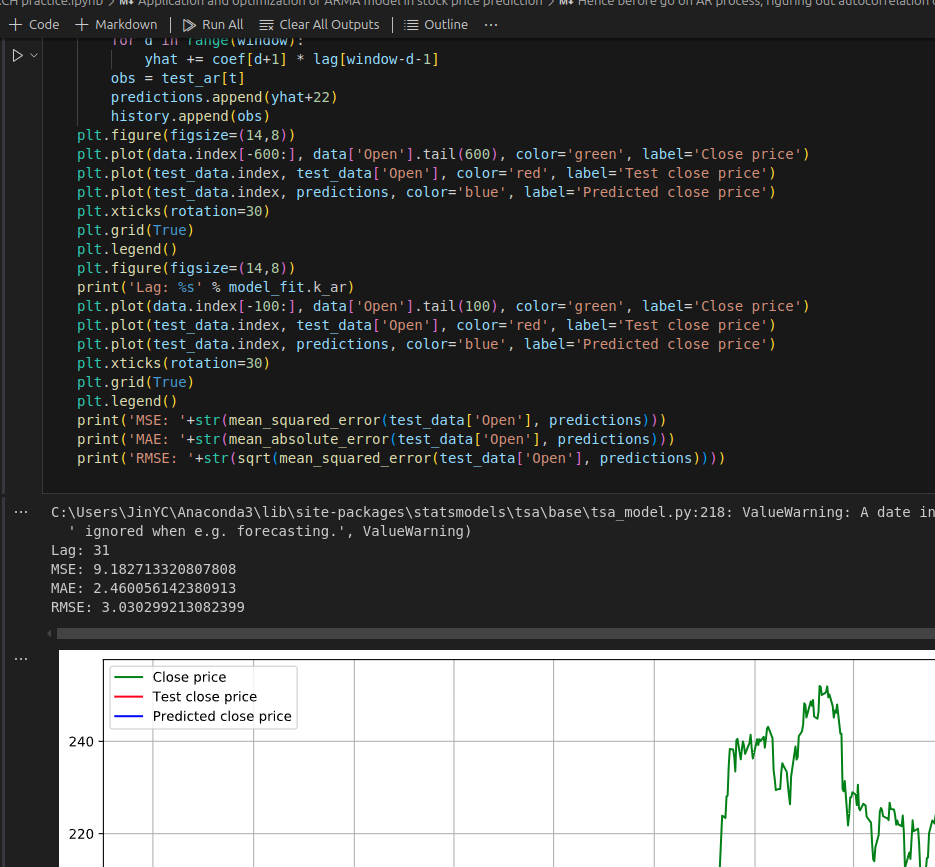 CH practice.ipynb > M↓ Application and optimization of ARMA model in stock price prediction > M↓ Hence before go on AR process, figuring out autocorrelation
+ Code + Markdown | Run All Clear All Outputs | Outline ...
for d in range(window):
yhat += coef[d+1] * lag[window-d-1]
obs = test_ar[t]
predictions.append(yhat+22)
history.append(obs)
plt.figure(figsize=(14,8))
plt.plot(data.index[-600:], data['Open'].tail(600), color='green', label='Close price')
plt.plot(test_data.index, test_data['Open'], color='red', label='Test close price')
plt.plot(test_data.index, predictions, color='blue', label='Predicted close price')
plt.xticks(rotation=30)
plt.grid(True)
plt.legend()
plt.figure(figsize=(14,8))
print('Lag: %s' % model_fit.k_ar)
plt.plot(data.index[-100:], data['Open'].tail(100), color='green', label='Close price')
plt.plot(test_data.index, test_data['Open'], color='red', label='Test close price')
plt.plot(test_data.index, predictions, color='blue', label='Predicted close price')
plt.xticks(rotation=30)
plt.grid(True)
plt.legend()
print('MSE: '+str(mean_squared_error(test_data['Open'], predictions)))
print('MAE: '+str(mean_absolute_error(test_data['Open'], predictions)))
print('RMSE: '+str(sqrt(mean_squared_error(test_data['Open'], predictions))))
... C:\Users\JinYC\Anaconda3\lib\site-packages\statsmodels\tsa\base\tsa_model.py:218: ValueWarning: A date in
' ignored when e.g. forecasting.', ValueWarning)
Lag: 31
MSE: 9.182713320807808
MAE: 2.460056142380913
RMSE: 3.030299213082399
...
Close price
Test close price
Predicted close price
240
220